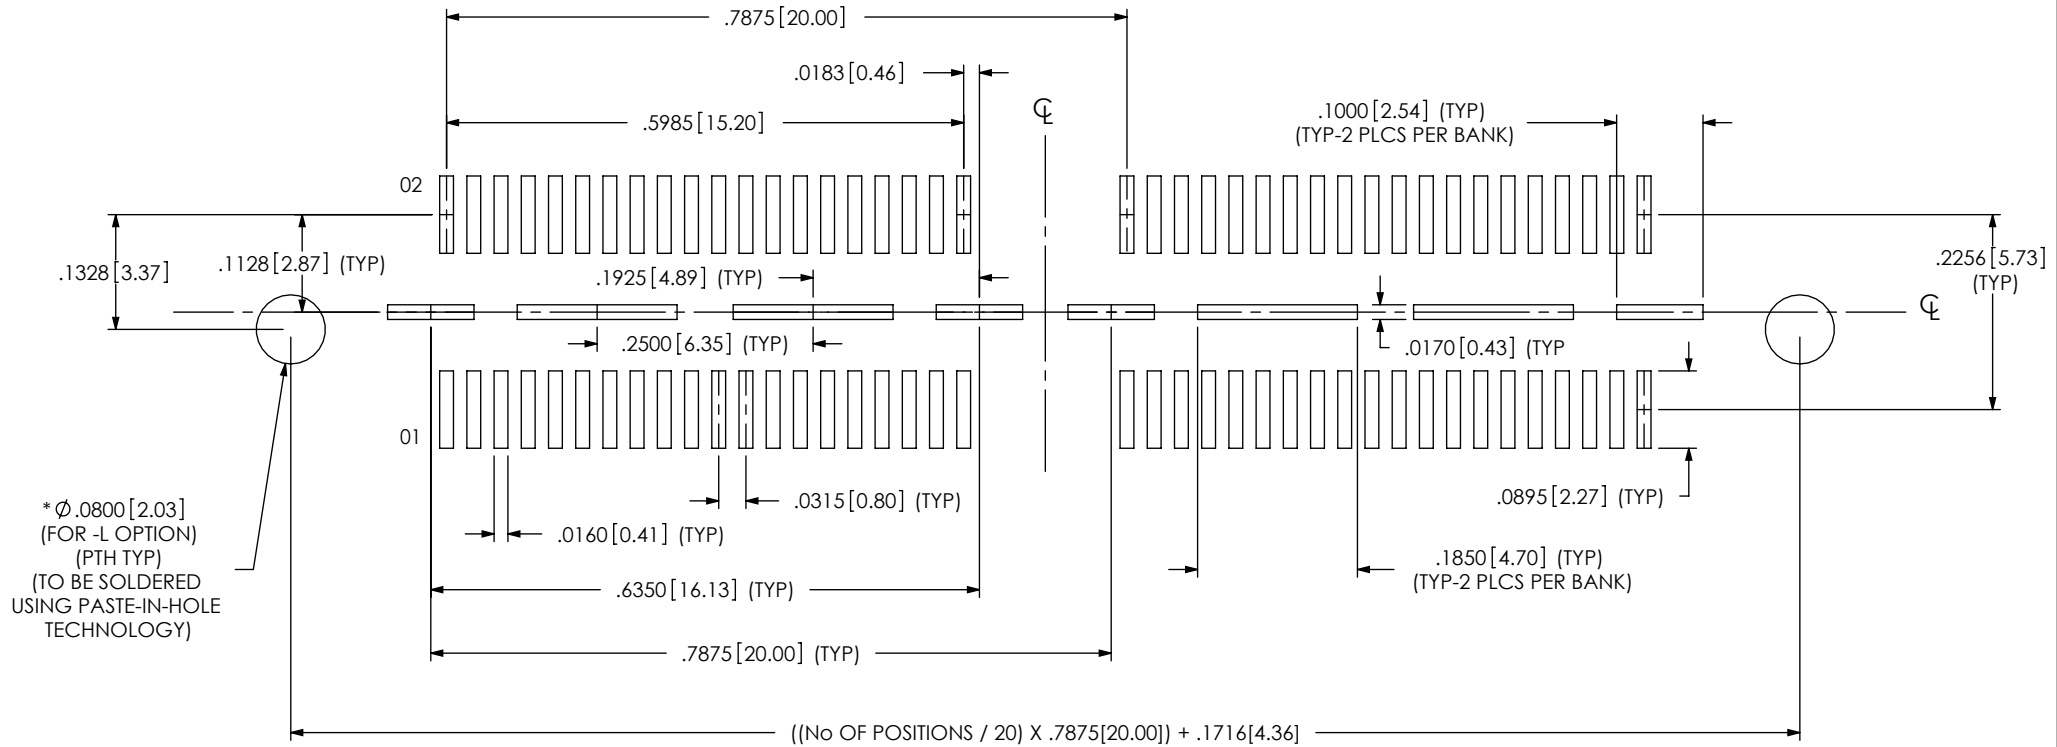 .7875[20.00]
.0183[0.46]
℄
.1000[2.54] (TYP)
(TYP-2 PLCS PER BANK)
.5985[15.20]
02
.1328[3.37]
.1128[2.87] (TYP)
.1925[4.89] (TYP)
.2256[5.73]
(TYP)
℄
.2500[6.35] (TYP)
.0170[0.43] (TYP
01
.0315[0.80] (TYP)
.0895[2.27] (TYP)
*Ø.0800[2.03]
(FOR -L OPTION)
(PTH TYP)
(TO BE SOLDERED
USING PASTE-IN-HOLE
TECHNOLOGY)
.0160[0.41] (TYP)
.1850[4.70] (TYP)
(TYP-2 PLCS PER BANK)
.6350[16.13] (TYP)
.7875[20.00] (TYP)
((No OF POSITIONS / 20) X .7875[20.00]) + .1716[4.36]